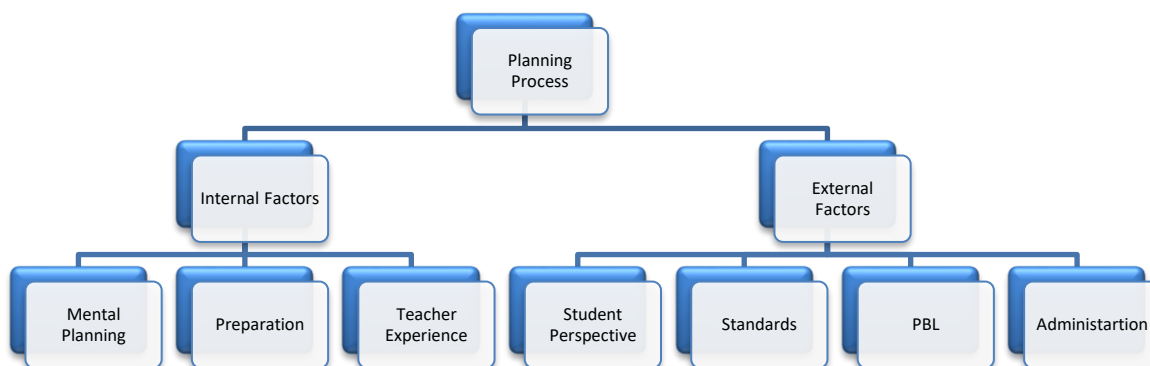 Planning
Process
Internal Factors
External
Factors
Mental
Planning
Preparation
Teacher
Experience
Student
Perspective
Standards
PBL
Administartion